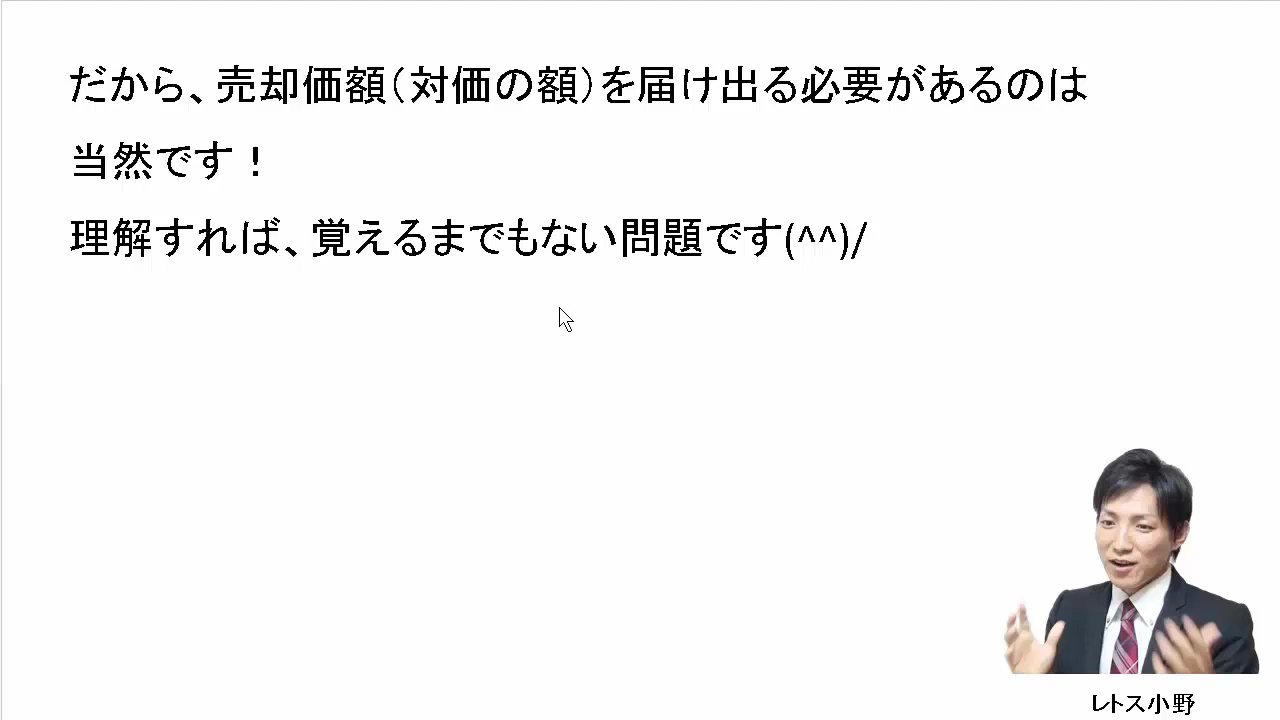 だから、売却価額（対価の額）を届け出る必要があるのは
当然です！
理解すれば、覚えるまでもない問題です(^^)/
レトス小野